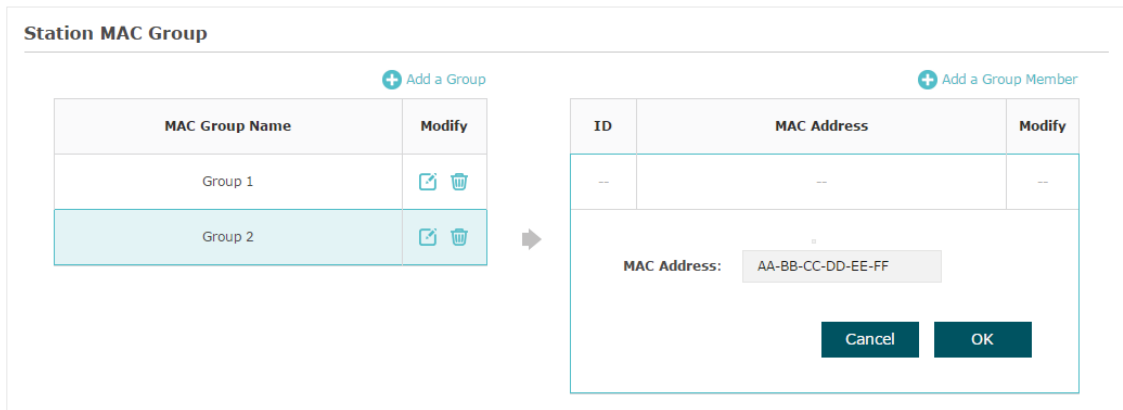 Station MAC Group
Add a Group
MAC Group Name Modify
Group 1
Group 2
Add a Group Member
ID MAC Address Modify
-- -- --
MAC Address: AA-BB-CC-DD-EE-FF
Cancel OK